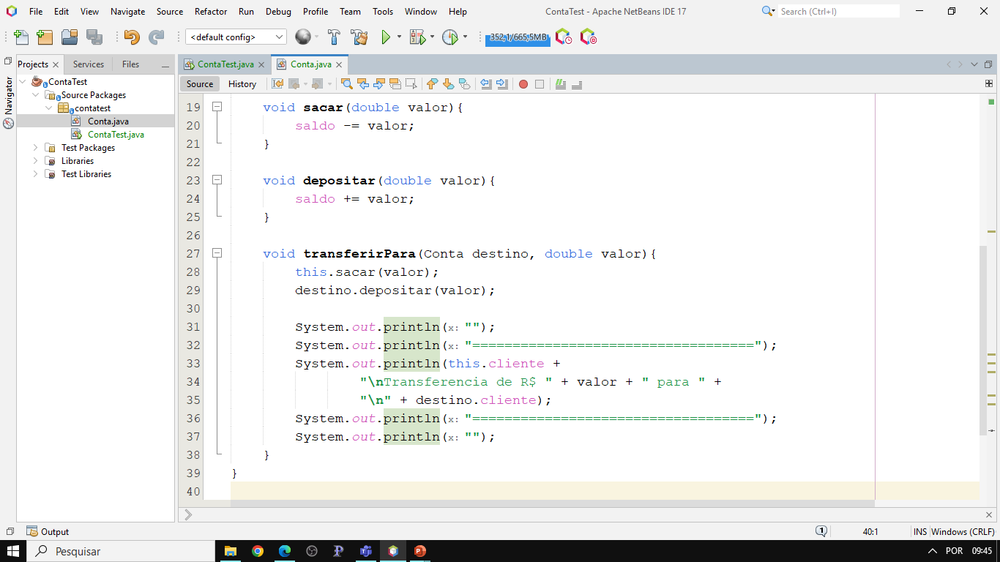 File Edit View Navigate Source Refactor Run Debug Profile Team Tools Window Help
ContaTest - Apache NetBeans IDE 17
Search (Ctrl+I)
<default config>
352,1/665,5MB
Projects Services Files
ContaTest.java Conta.java
Navigator
ContaTest
Source Packages
contatest
Conta.java
ContaTest.java
Test Packages
Libraries
Test Libraries
Source History
19 void sacar(double valor){
20 saldo -= valor;
21 }
22
23 void depositar(double valor){
24 saldo += valor;
25 }
26
27 void transferirPara(Conta destino, double valor){
28 this.sacar(valor);
29 destino.depositar(valor);
30
31 System.out.println(x: "");
32 System.out.println(x: "===================================");
33 System.out.println(this.cliente +
34 "\nTransferencia de R$ " + valor + " para " +
35 "\n" + destino.cliente);
36 System.out.println(x: "===================================");
37 System.out.println(x: "");
38 }
39 }
40
Output
1
40:1
INS
Windows (CRLF)
Pesquisar
POR
09:45